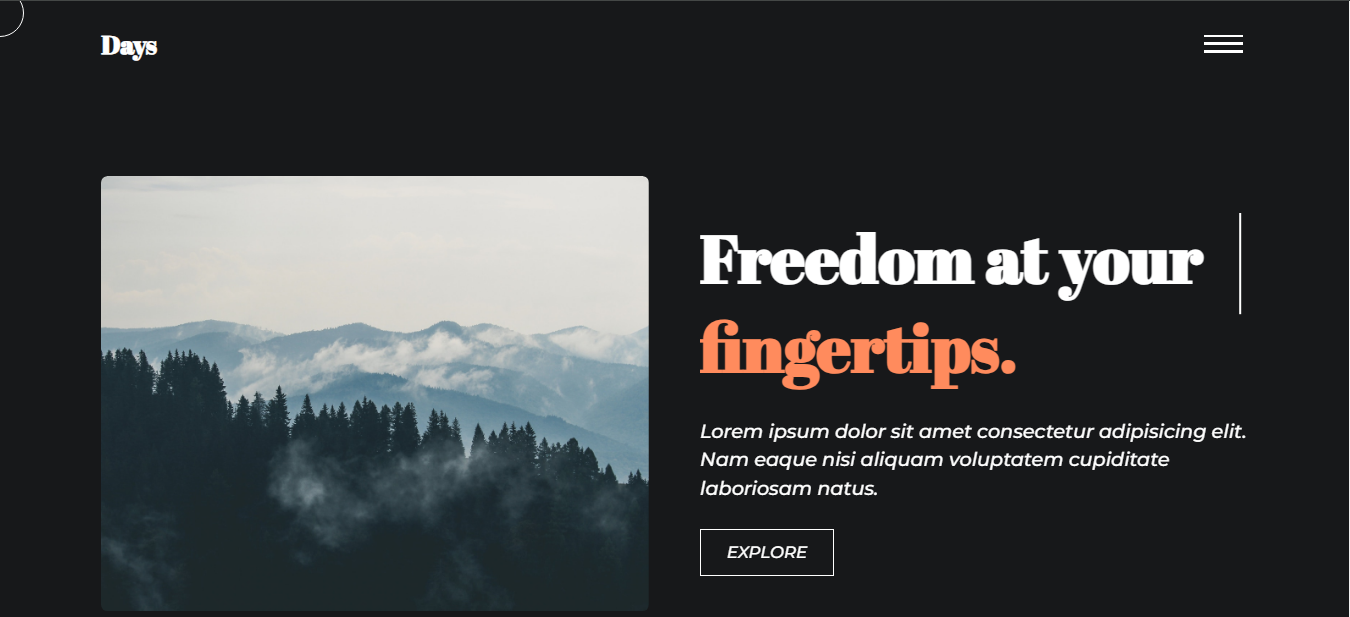 Days
Freedom at your
fingertips.
Lorem ipsum dolor sit amet consectetur adipisicing elit.
Nam eaque nisi aliquam voluptatem cupiditate
laboriosam natus.
EXPLORE